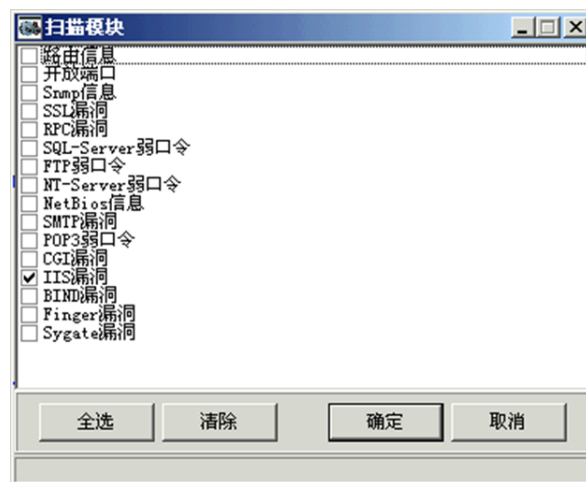 扫描模块
路由信息
开放端口
Snmp信息
SSL漏洞
RPC漏洞
SQL-Server弱口令
FTP弱口令
NT-Server弱口令
NetBios信息
SMTP漏洞
POP3弱口令
CGI漏洞
IIS漏洞
BIND漏洞
Finger漏洞
Sygate漏洞
全选 清除 确定 取消